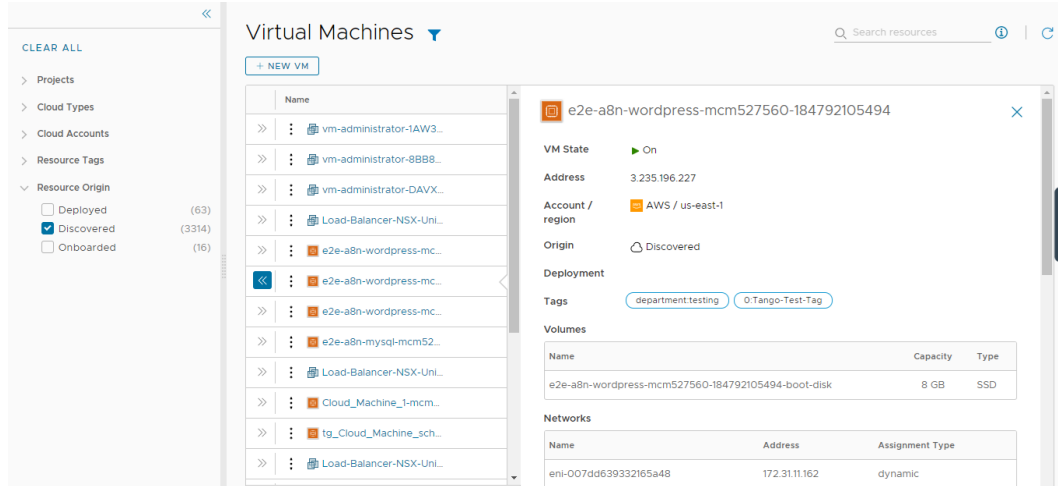 CLEAR ALL
Projects
Cloud Types
Cloud Accounts
Resource Tags
Resource Origin
Deployed (63)
Discovered (3314)
Onboarded (16)
Virtual Machines
Search resources
+ NEW VM
Name
vm-administrator-1AW3...
vm-administrator-8BB8...
vm-administrator-DAVX...
Load-Balancer-NSX-Uni...
e2e-a8n-wordpress-mc...
e2e-a8n-wordpress-mc...
e2e-a8n-wordpress-mc...
e2e-a8n-mysql-mcm52...
Load-Balancer-NSX-Uni...
Cloud_Machine_1-mcm...
tg_Cloud_Machine_sch...
Load-Balancer-NSX-Uni...
e2e-a8n-wordpress-mcm527560-184792105494
VM State On
Address 3.235.196.227
Account / region AWS / us-east-1
Origin Discovered
Deployment
Tags department:testing 0:Tango-Test-Tag
Volumes
Name Capacity Type
e2e-a8n-wordpress-mcm527560-184792105494-boot-disk 8 GB SSD
Networks
Name Address Assignment Type
eni-007dd639332165a48 172.31.11.162 dynamic